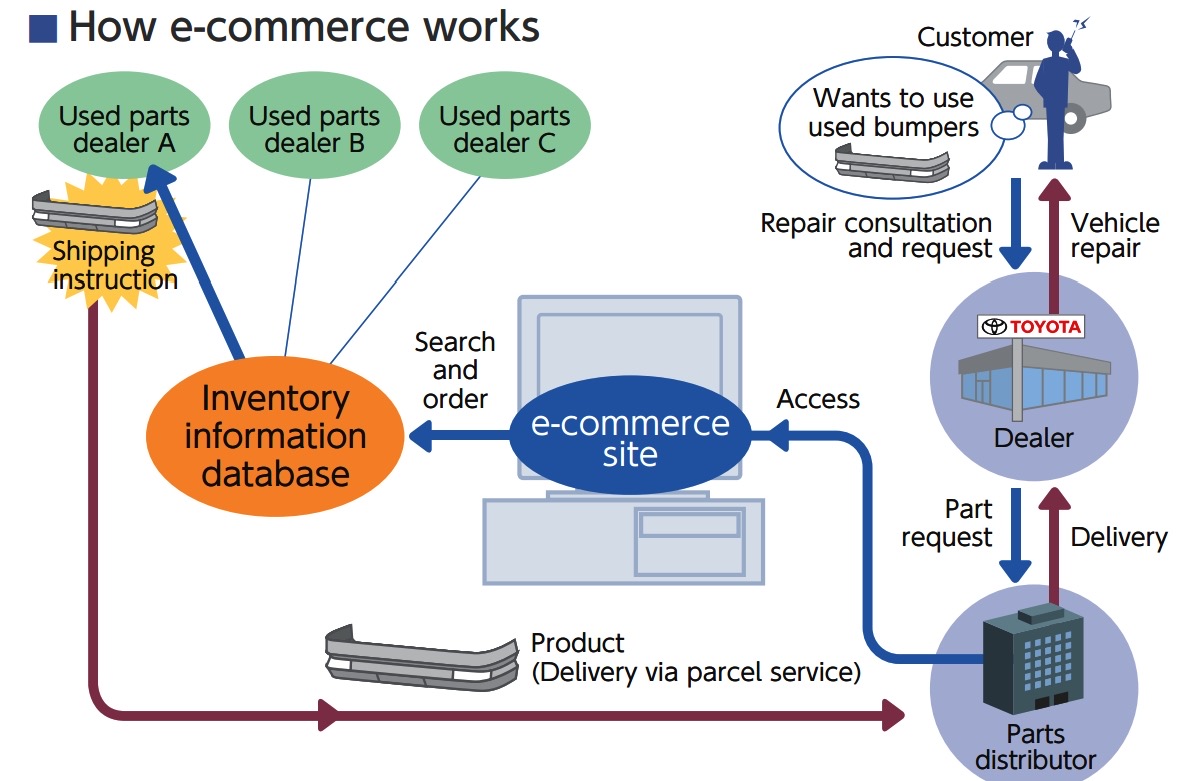 How e-commerce works
Used parts
dealer A
Used parts
dealer B
Used parts
dealer C
Customer
Wants to use
used bumpers
Shipping
instruction
Repair consultation
and request
Vehicle
repair
TOYOTA
Dealer
Search
and
order
Access
Inventory
information
database
e-commerce
site
Part
request
Delivery
Product
(Delivery via parcel service)
Parts
distributor